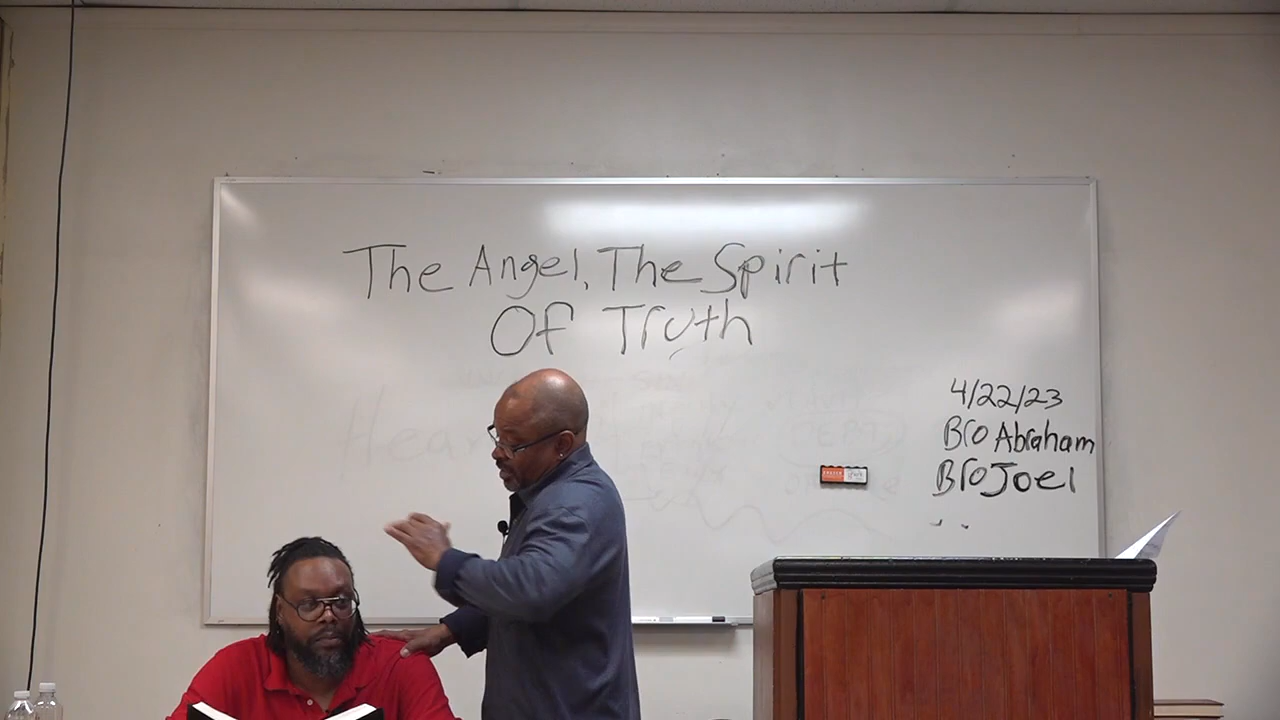 The Angel, The Spirit
Of Truth
4/22/23
Bro Abraham
Bro Joel